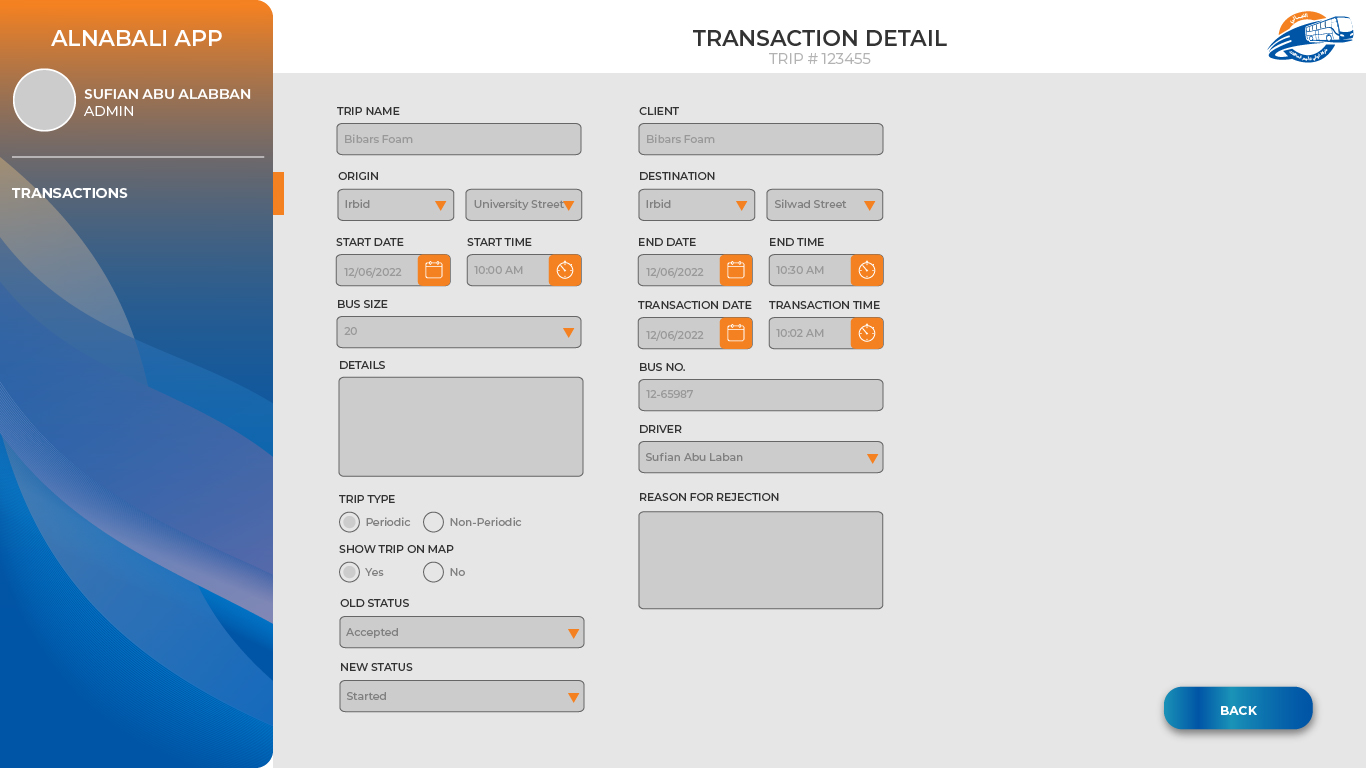 ALNABALI APP
SUFIAN ABU ALABBAN
ADMIN
TRANSACTIONS
TRANSACTION DETAIL
TRIP # 123455
TRIP NAME
Bibars Foam
CLIENT
Bibars Foam
ORIGIN
Irbid
University Street
DESTINATION
Irbid
Silwad Street
START DATE
12/06/2022
START TIME
10:00 AM
END DATE
12/06/2022
END TIME
10:30 AM
BUS SIZE
20
TRANSACTION DATE
12/06/2022
TRANSACTION TIME
10:02 AM
DETAILS
BUS NO.
12-65987
DRIVER
Sufian Abu Laban
TRIP TYPE
Periodic
Non-Periodic
REASON FOR REJECTION
SHOW TRIP ON MAP
Yes
No
OLD STATUS
Accepted
NEW STATUS
Started
BACK